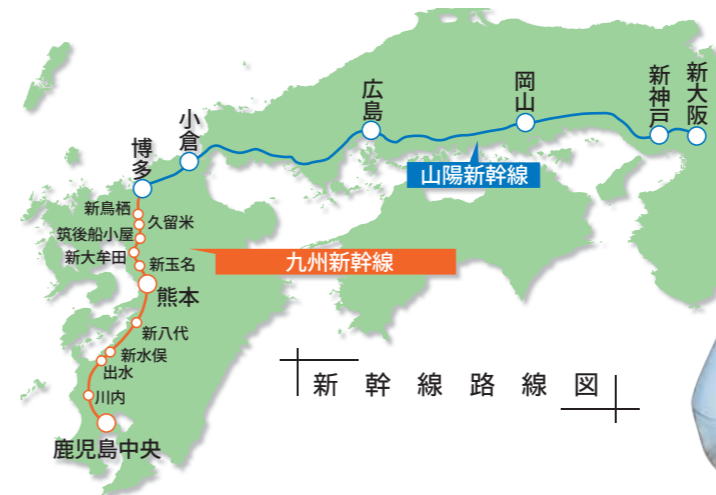 新大阪
新神戸
岡山
広島
小倉
博多
山陽新幹線
新鳥栖
久留米
筑後船小屋
新大牟田
新玉名
九州新幹線
熊本
新八代
新水俣
出水
川内
鹿児島中央
新幹線路線図